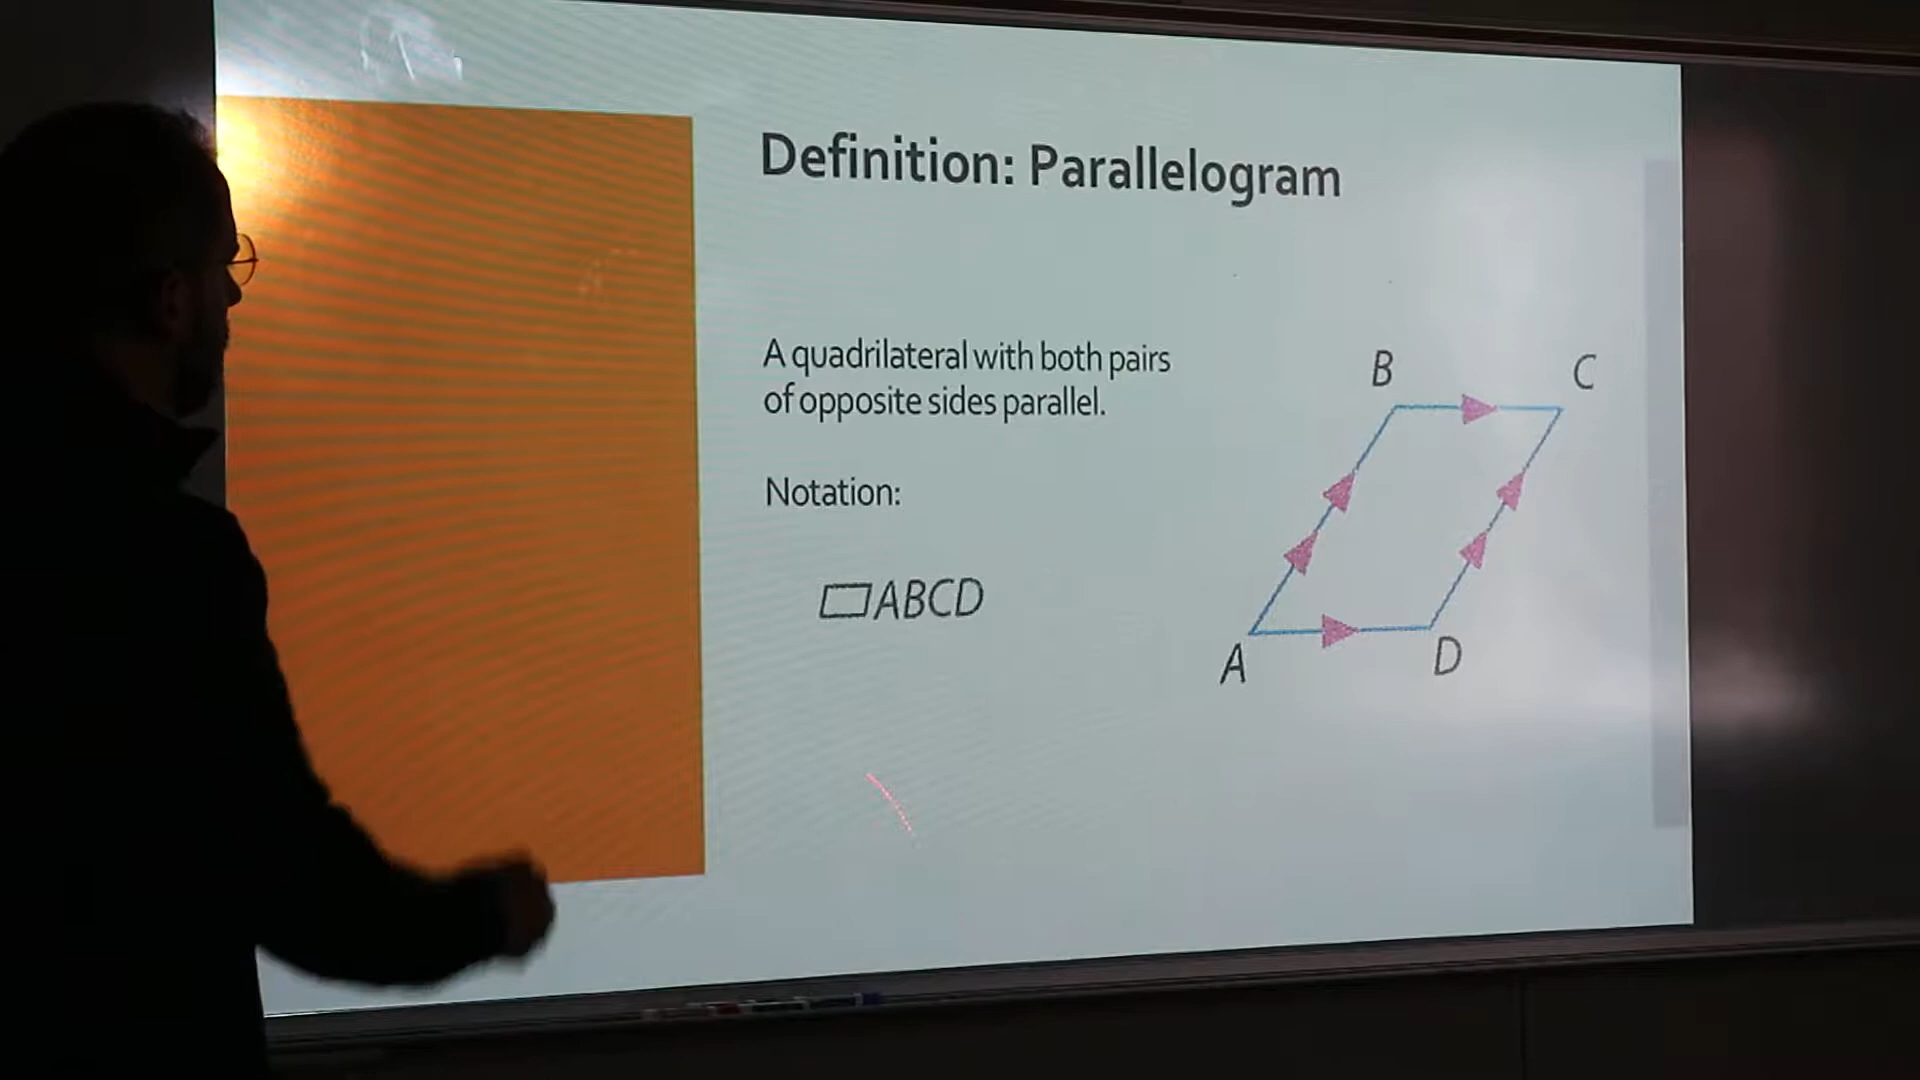 Definition: Parallelogram
A quadrilateral with both pairs
of opposite sides parallel.
Notation:
▱ABCD
B
C
A
D